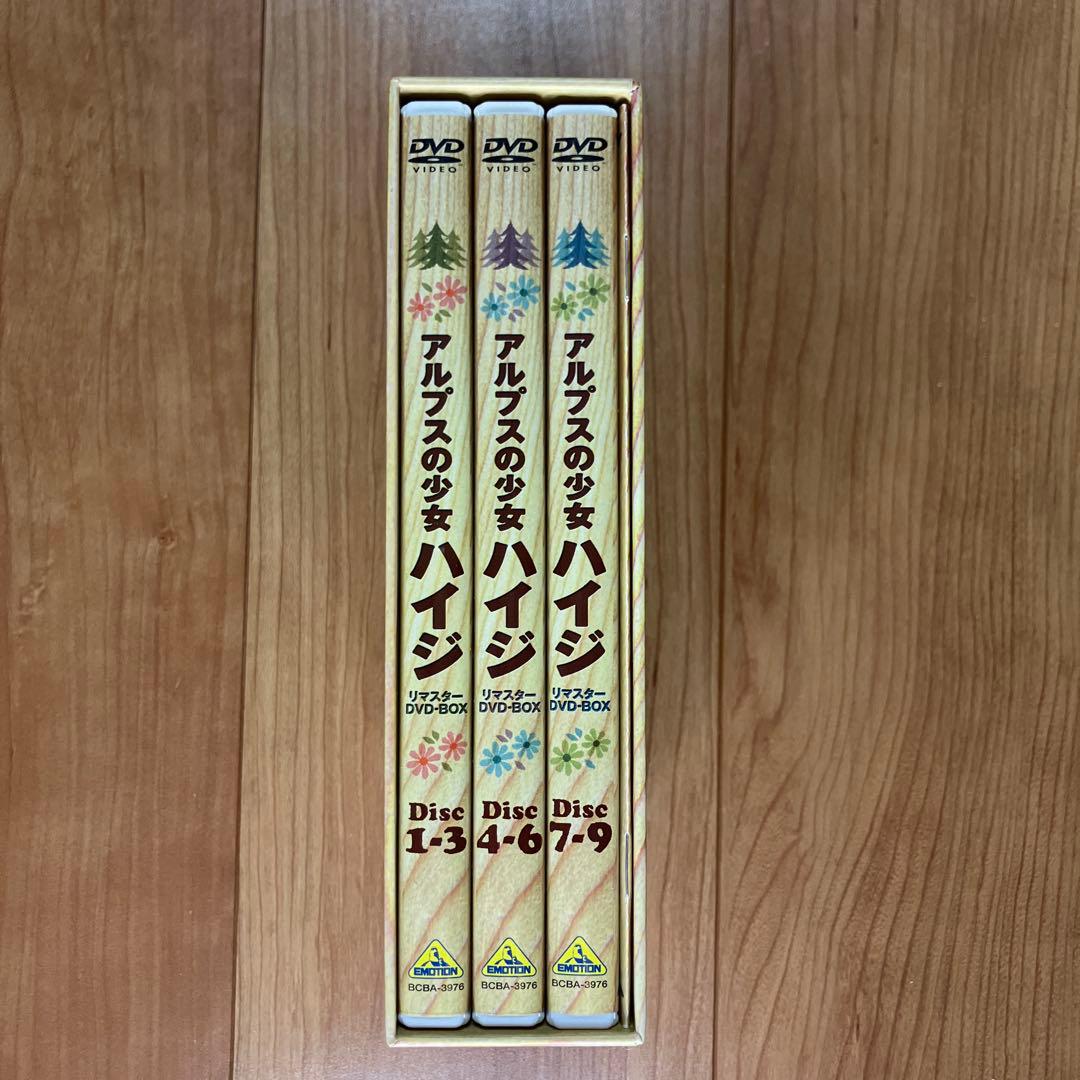 DVD
VIDEO
アルプスの少女
ハイジ
リマスター
DVD-BOX
Disc
1-3
EMOTION
BCBA-3976
DVD
VIDEO
アルプスの少女
ハイジ
リマスター
DVD-BOX
Disc
4-6
EMOTION
BCBA-3976
DVD
VIDEO
アルプスの少女
ハイジ
リマスター
DVD-BOX
Disc
7-9
EMOTION
BCBA-3976